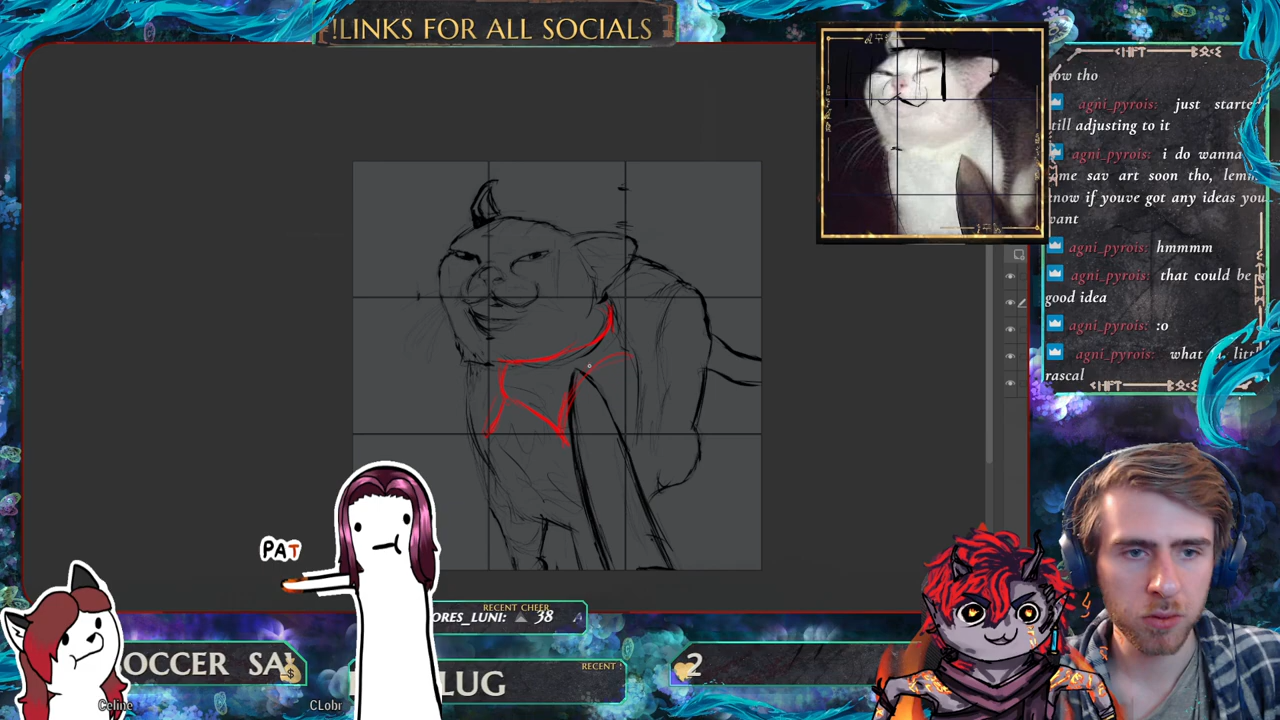 !LINKS FOR ALL SOCIALS
ow tho
agni_pyrois: just starte
till adjusting to it
agni_pyrois: i do wanna
me sav art soon tho, lemm
know if youve got any ideas you
want
agni_pyrois: hmmmm
agni_pyrois: that could be a
good idea
agni_pyrois: :o
agni_pyrois: what a littl
rascal
PAT
RECENT CHEER
ORES_LUNI: 38
OCCER SA
RECENT
LUG
2
Celine
CLobr